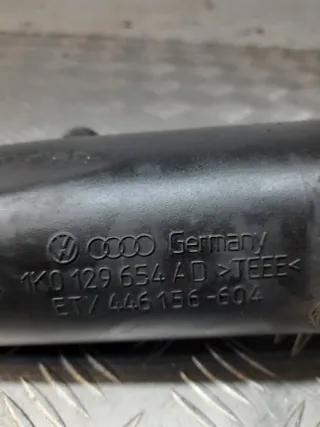 Germany
1K0 129 654 AD >TEEE<
ETV 446 156-604